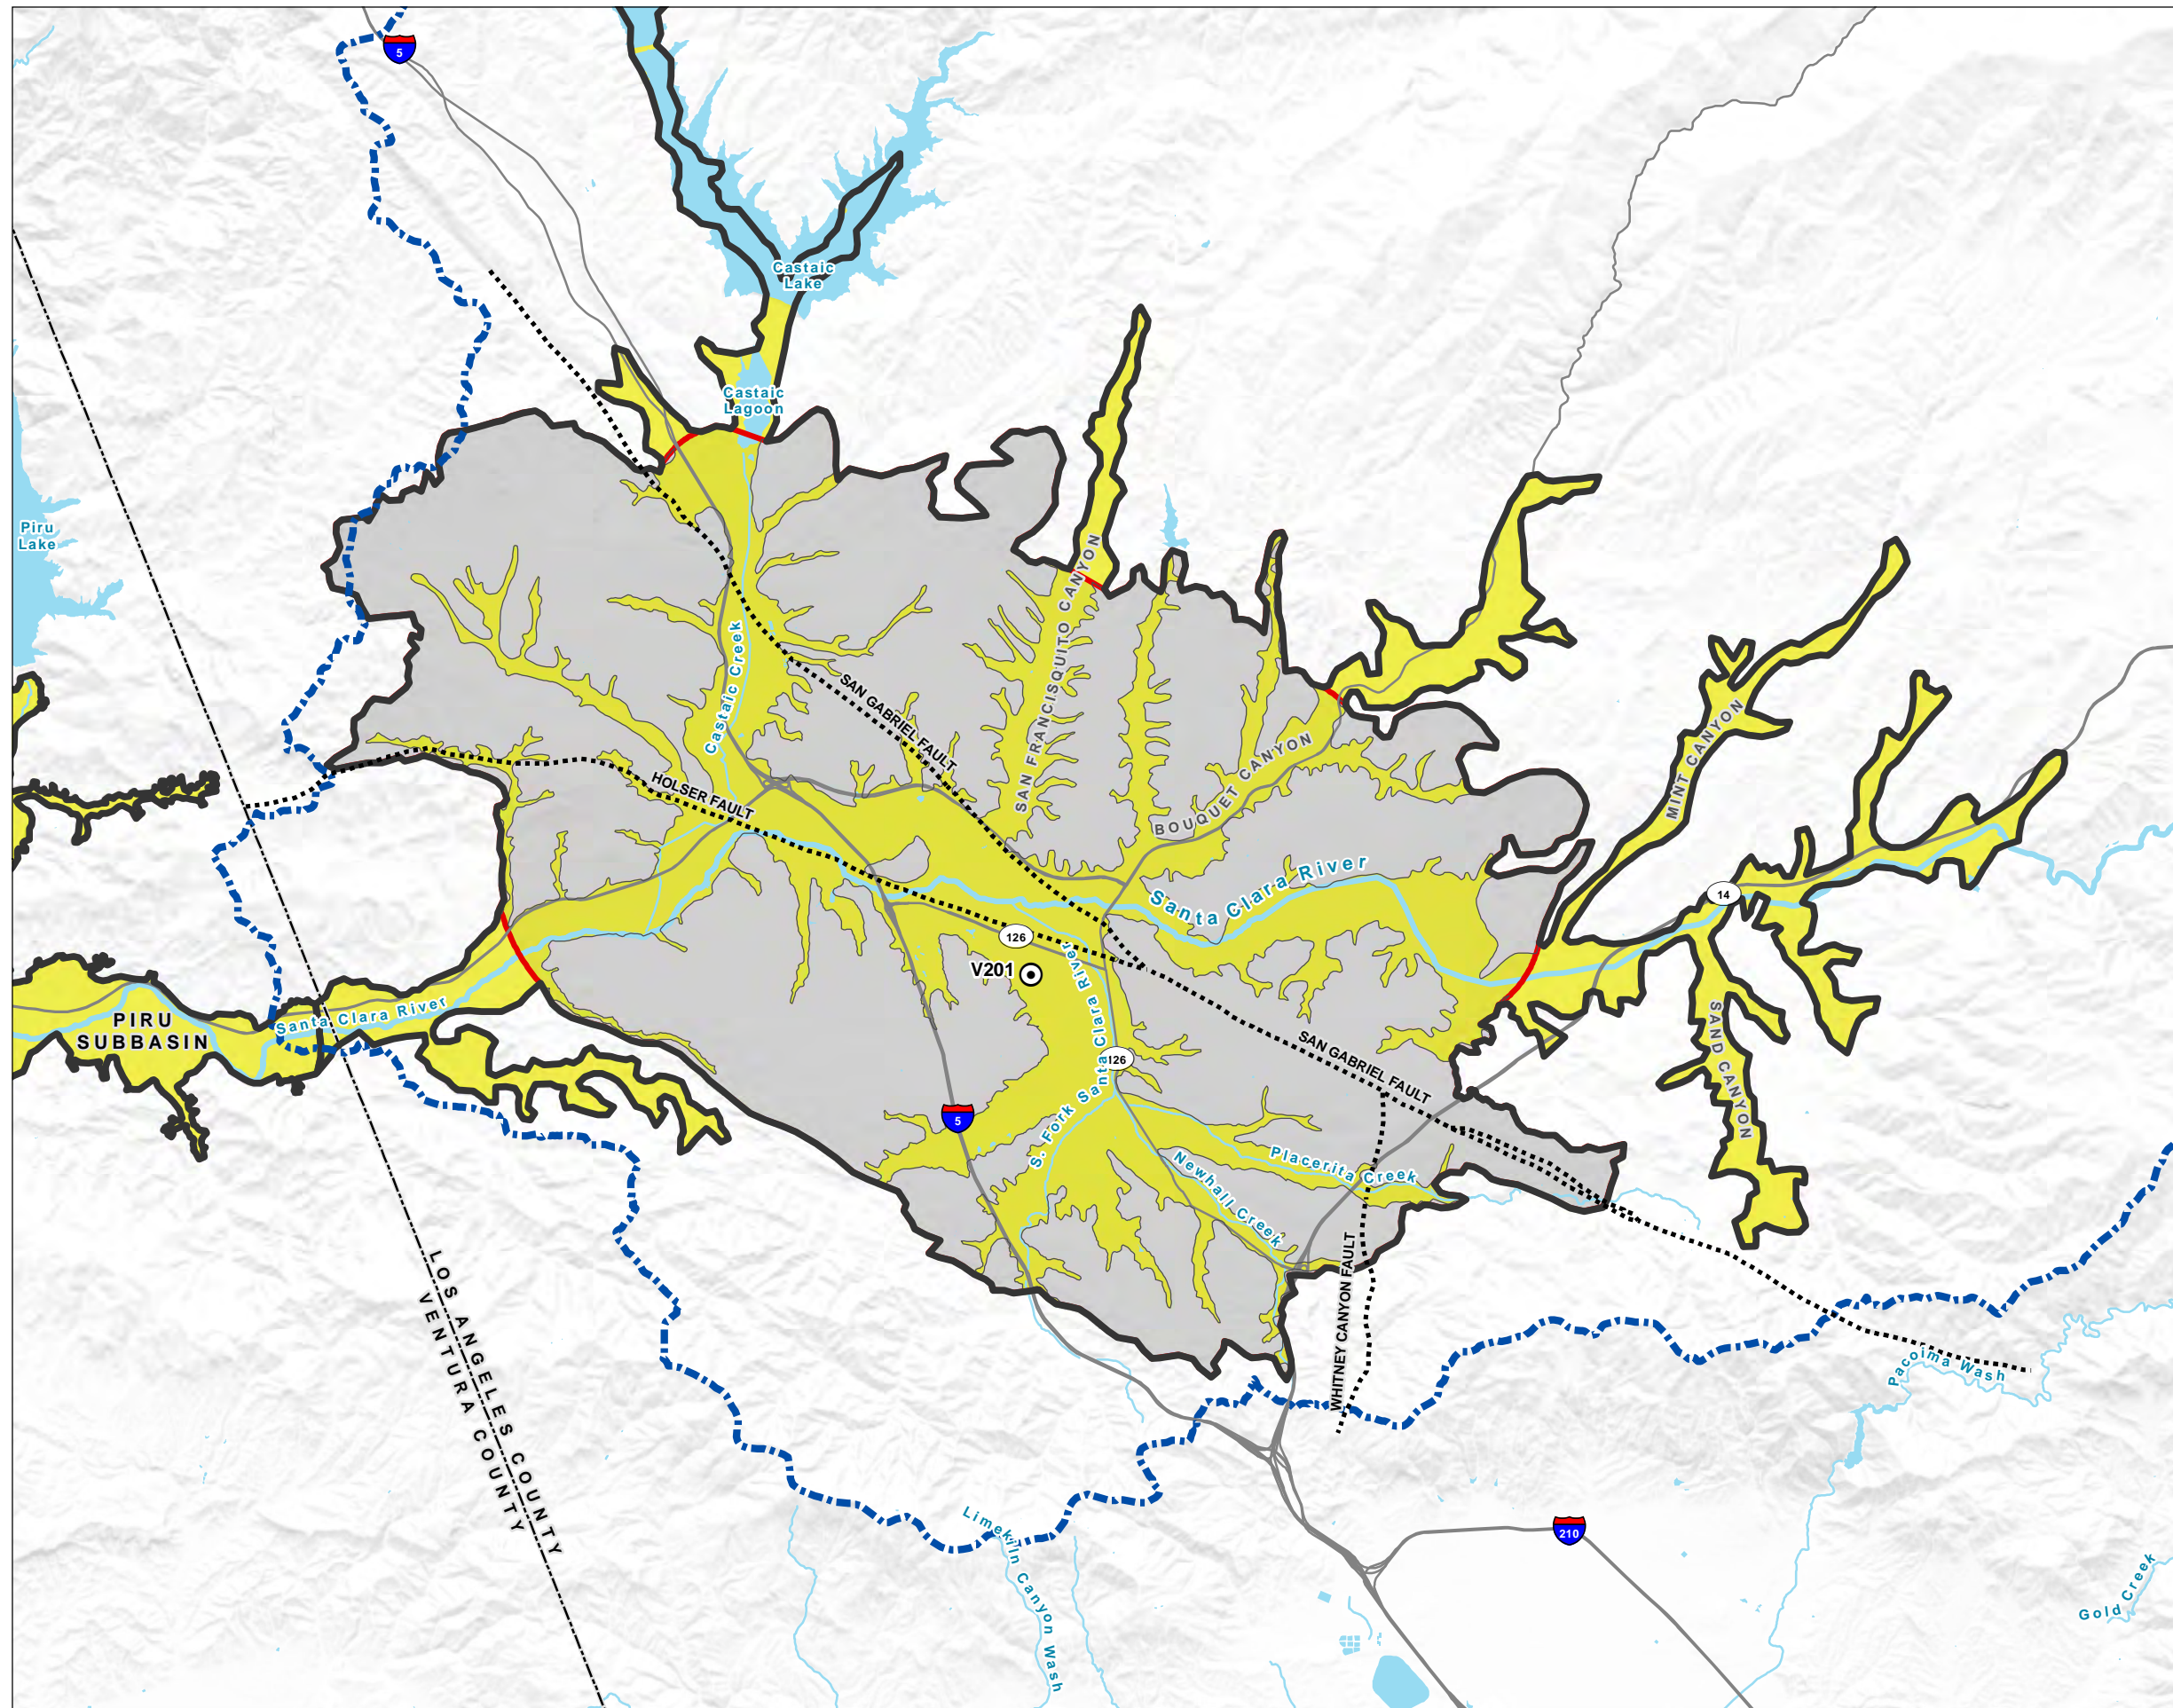 5
Castaic
Lake
Castaic
Lagoon
Piru
Lake
SAN FRANCISQUITO CANYON
Castaic Creek
SAN GABRIEL FAULT
HOLSER FAULT
BOUQUET CANYON
MINT CANYON
Santa Clara River
14
126
V201
Santa Clara River
PIRU
SUBBASIN
126
S. Fork Santa Clara River
SAN GABRIEL FAULT
SAND CANYON
5
Placerita Creek
Newhall Creek
WHITNEY CANYON FAULT
LOS ANGELES COUNTY
VENTURA COUNTY
Pacoima Wash
Limekiln Canyon Wash
210
Gold Creek